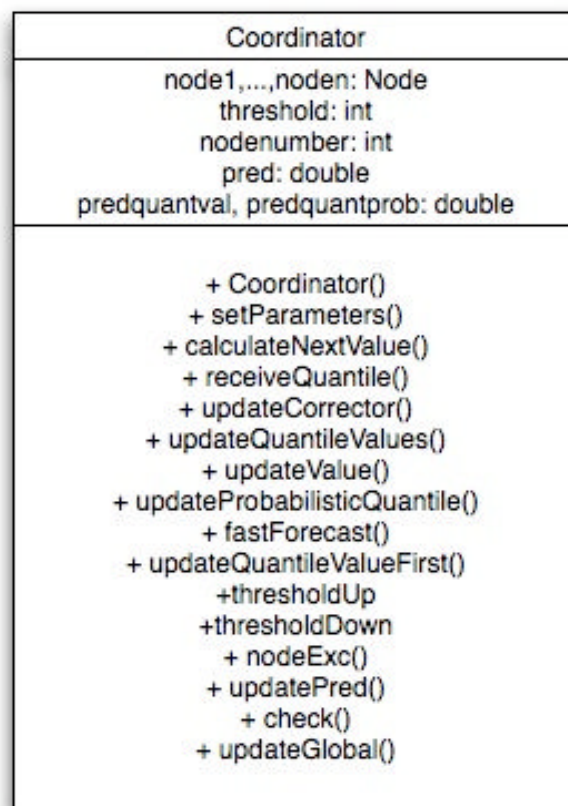 Coordinator
node1,...,noden: Node
threshold: int
nodenumber: int
pred: double
predquantval, predquantprob: double
+ Coordinator()
+ setParameters()
+ calculateNextValue()
+ receiveQuantile()
+ updateCorrector()
+ updateQuantileValues()
+ updateValue()
+ updateProbabilisticQuantile()
+ fastForecast()
+ updateQuantileValueFirst()
+thresholdUp
+thresholdDown
+ nodeExc()
+ updatePred()
+ check()
+ updateGlobal()